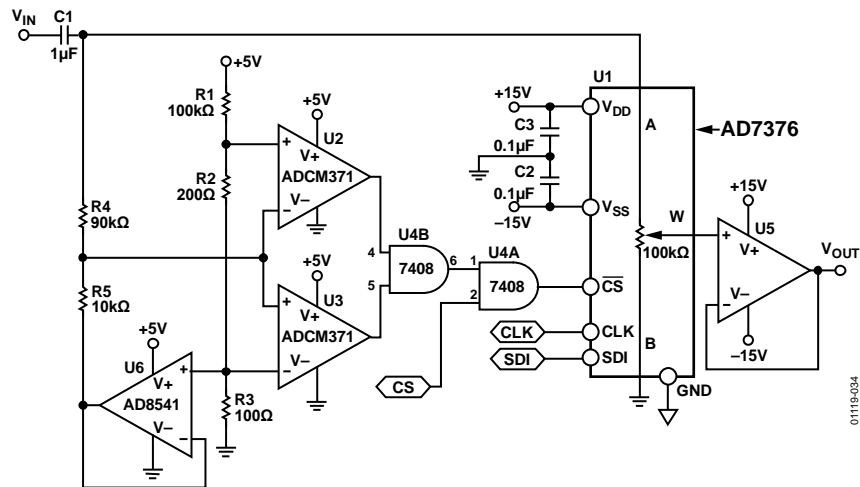 VIN
C1
1µF
+5V
R1
100kΩ
R2
200Ω
R4
90kΩ
R5
10kΩ
+5V
U2
+
V+
ADCM371
V–
–
+5V
U3
+
V+
ADCM371
V–
–
+5V
U6
V+
+
AD8541
V–
–
R3
100Ω
U4B
4
5
7408
6
U4A
1
2
7408
CS
CLK
SDI
+15V
C3
0.1µF
C2
0.1µF
–15V
U1
VDD
A
AD7376
VSS
W
100kΩ
CS
CLK
SDI
B
GND
+15V
U5
+
V+
V–
–
–15V
VOUT
01119-034